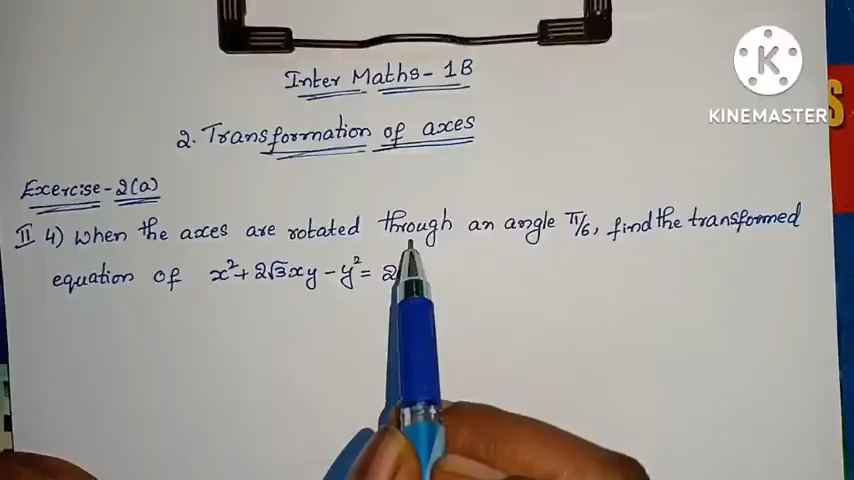 Inter Maths - 1B
KINEMASTER
2. Transformation of axes
Exercise - 2(a)
II 4) When the axes are rotated through an angle π/6, find the transformed
equation of x² + 2√3xy - y² = 2